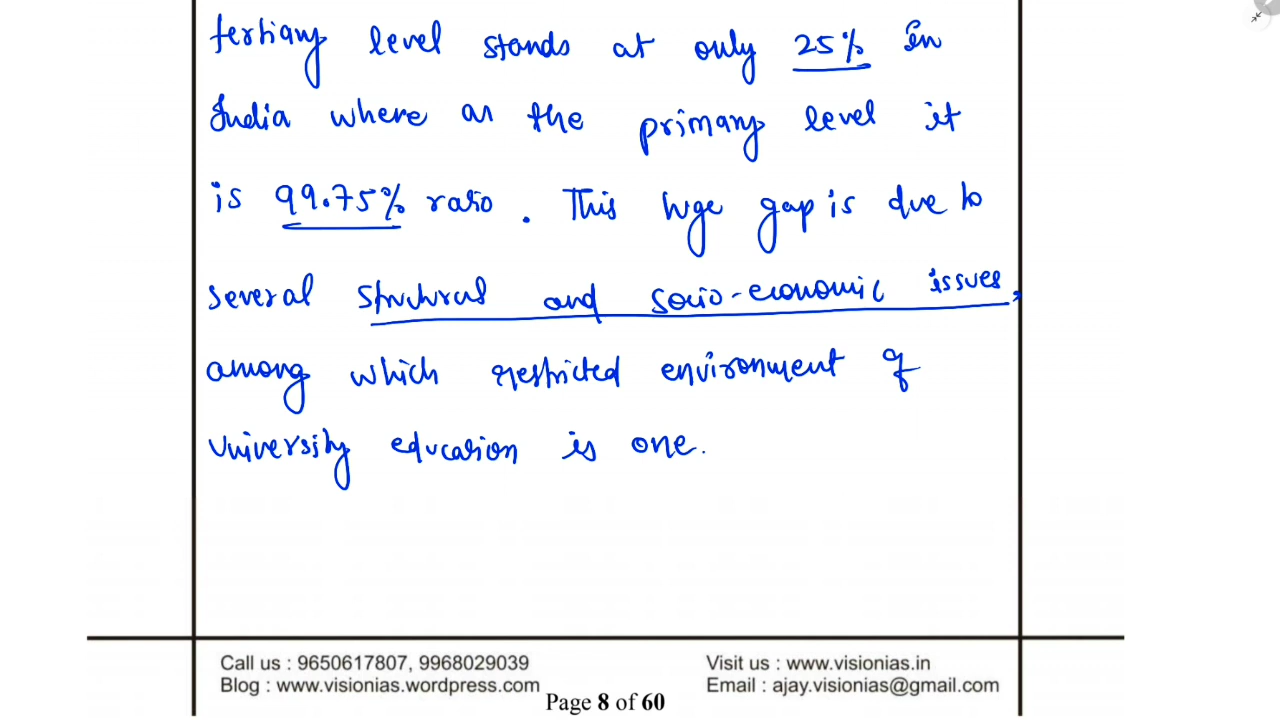 tertiary level stands at only 25% in
India where as the primary level it
is 99.75% ratio. This huge gap is due to
several structural and socio-economic issues,
among which restricted environment of
University education is one.
Call us : 9650617807, 9968029039
Visit us : www.visionias.in
Blog : www.visionias.wordpress.com
Email : ajay.visionias@gmail.com
Page 8 of 60